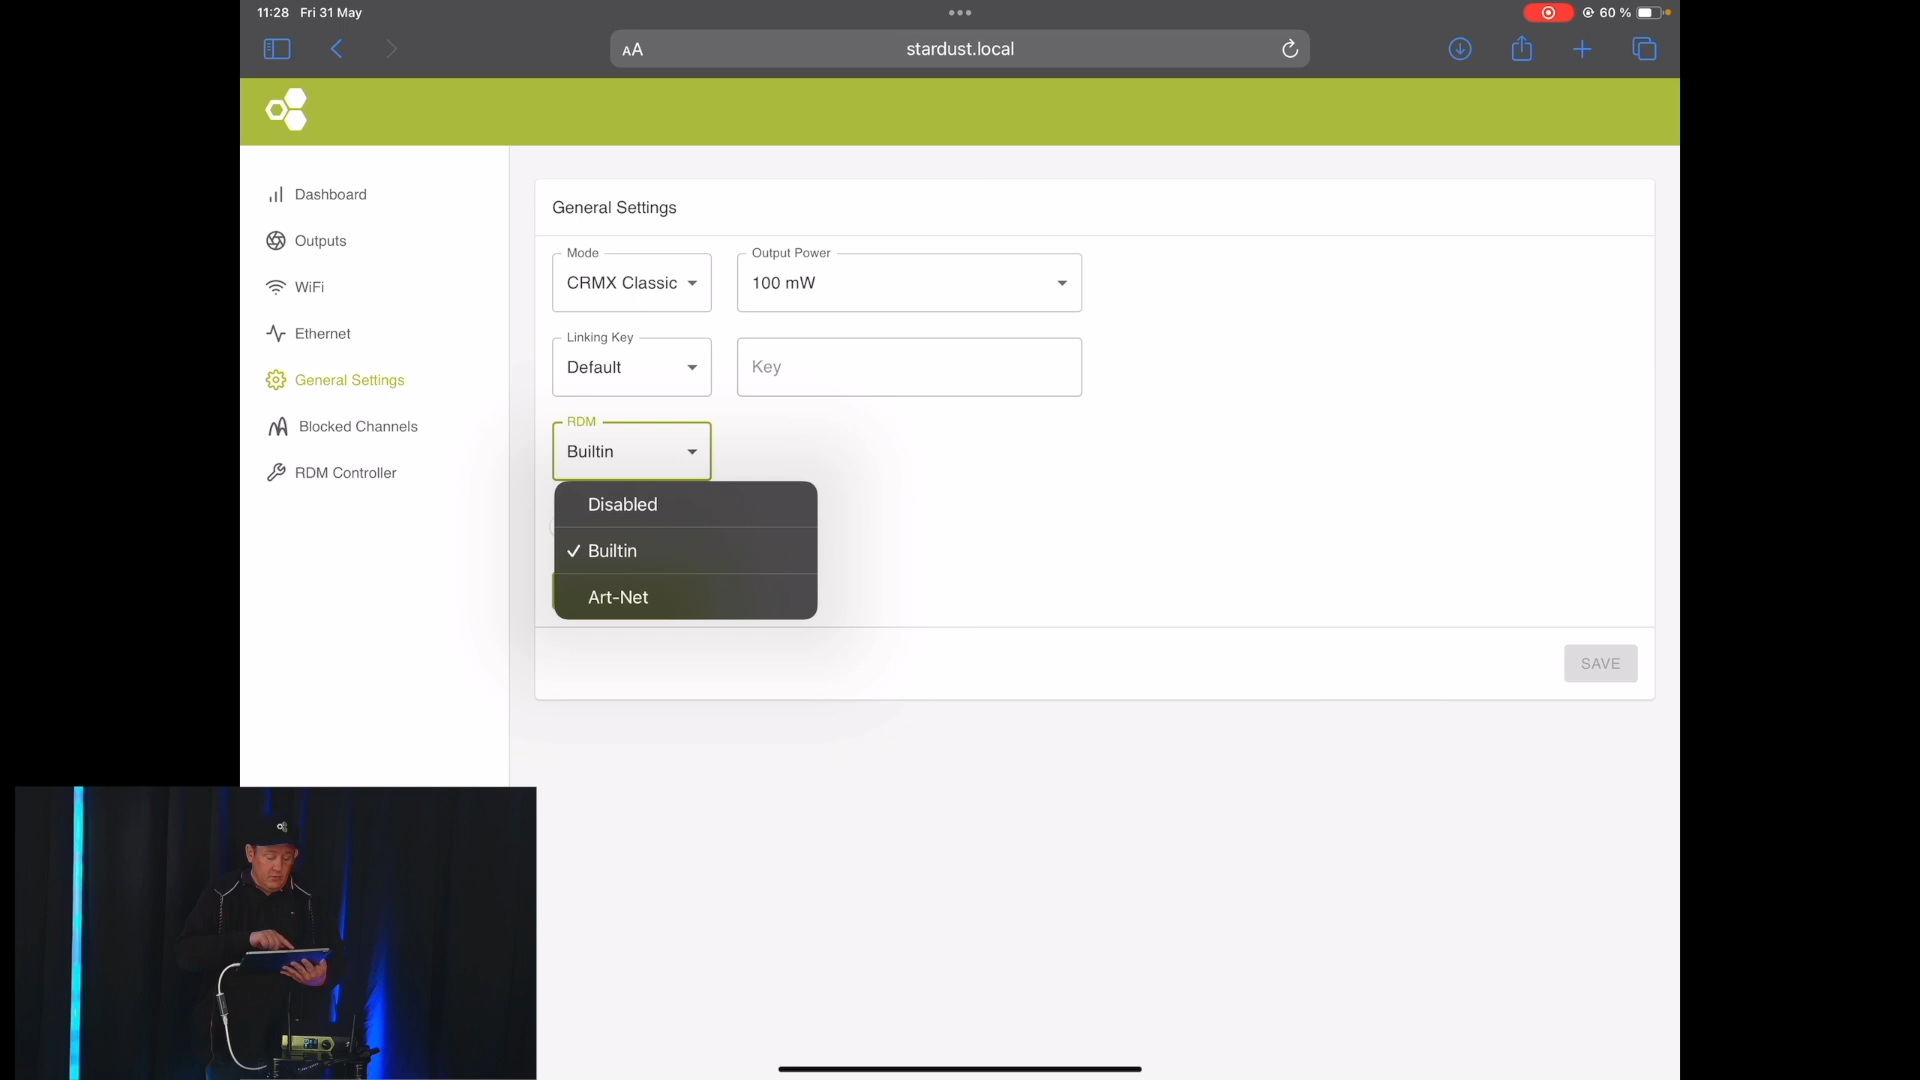 11:28 Fri 31 May
60 %
AA
stardust.local
Dashboard
Outputs
WiFi
Ethernet
General Settings
Blocked Channels
RDM Controller
General Settings
Mode
CRMX Classic
Output Power
100 mW
Linking Key
Default
Key
RDM
Builtin
Disabled
Builtin
Art-Net
SAVE